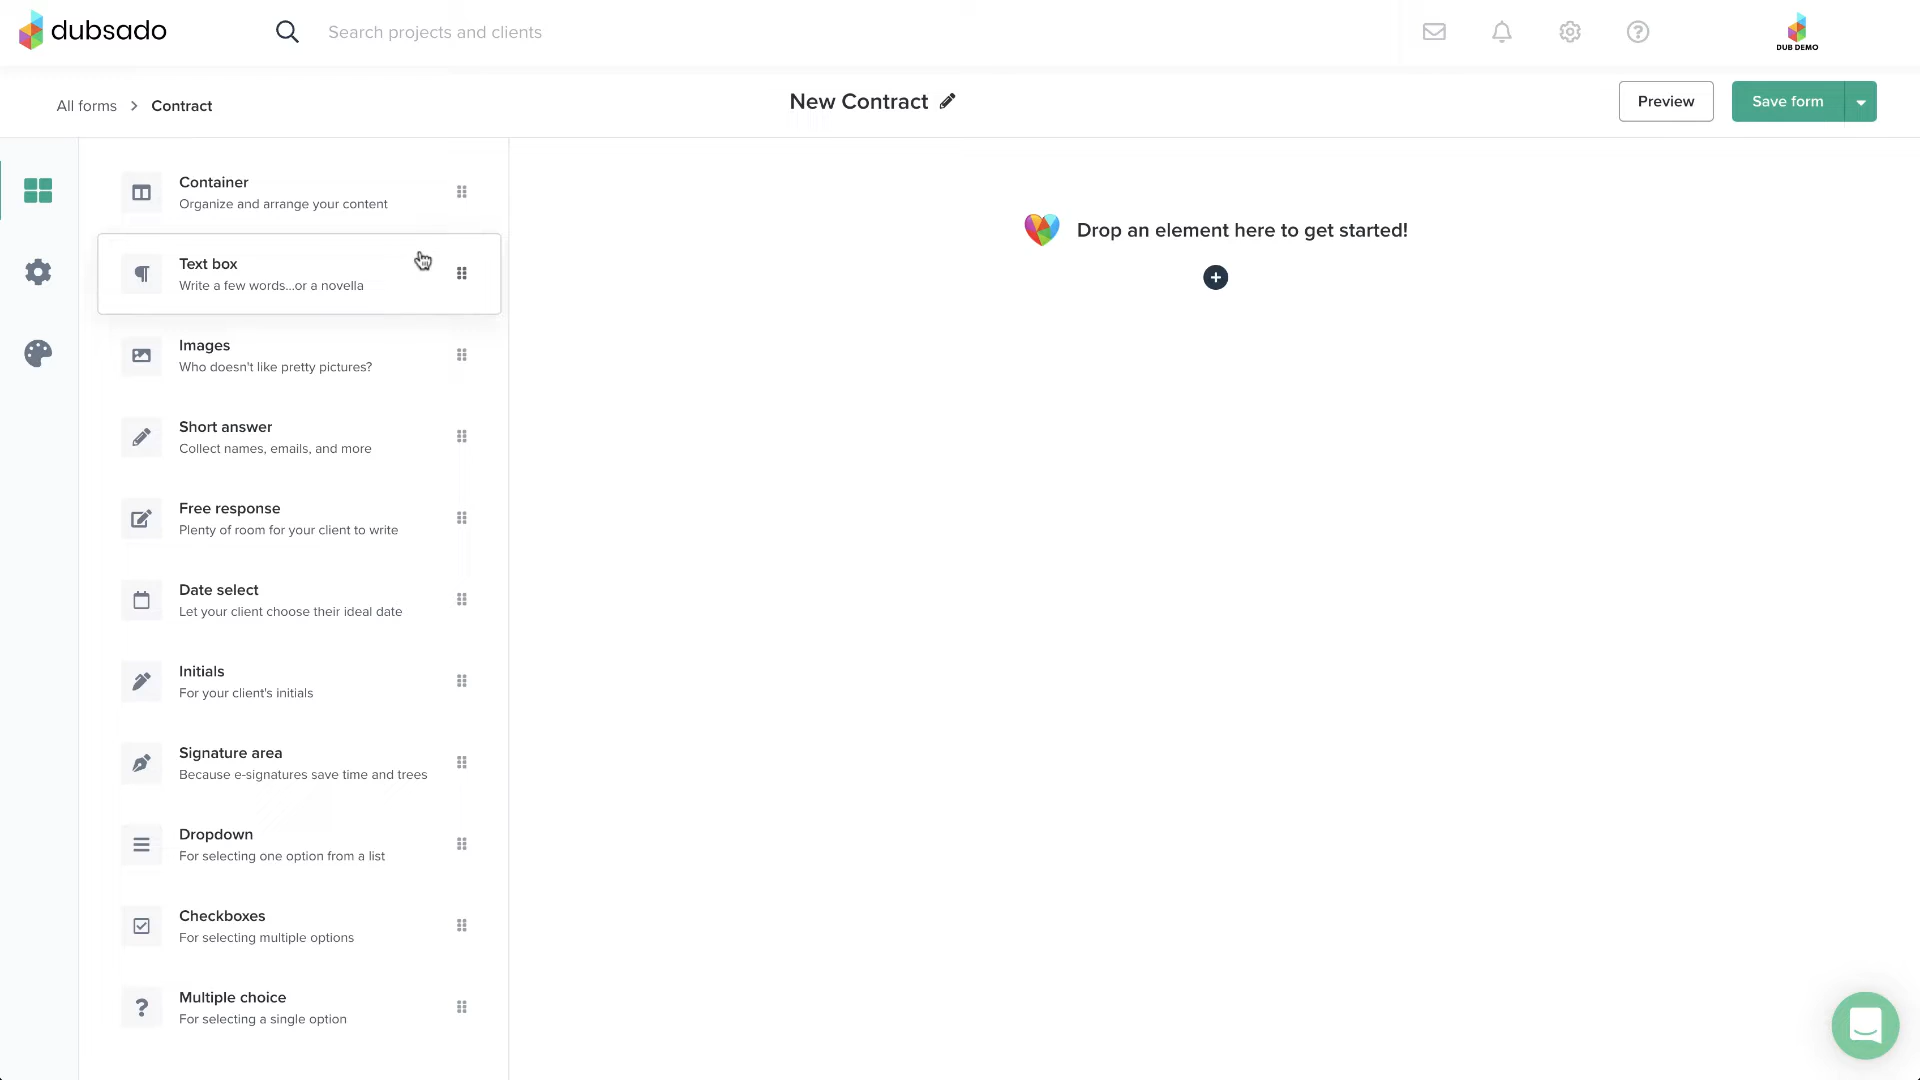 dubsado
Search projects and clients
DUB DEMO
All forms > Contract
New Contract
Preview
Save form
Container
Organize and arrange your content
Text box
Write a few words...or a novella
Images
Who doesn't like pretty pictures?
Short answer
Collect names, emails, and more
Free response
Plenty of room for your client to write
Date select
Let your client choose their ideal date
Initials
For your client's initials
Signature area
Because e-signatures save time and trees
Dropdown
For selecting one option from a list
Checkboxes
For selecting multiple options
Multiple choice
For selecting a single option
Drop an element here to get started!